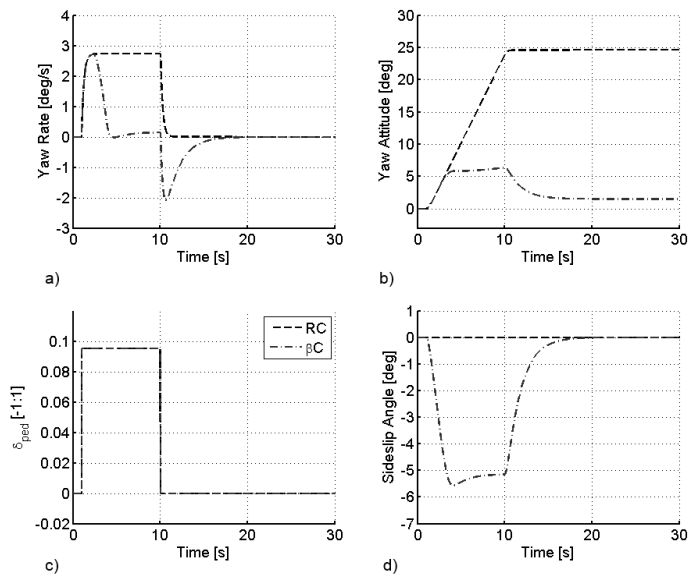 4
3
2
1
0
-1
-2
-3
0 10 20 30
Yaw Rate [deg/s]
Time [s]
a)
30
25
20
15
10
5
0
0 5 10 15 20 25 30
Yaw Attitude [deg]
Time [s]
b)
0.1
0.08
0.06
0.04
0.02
0
-0.02
0 10 20 30
δped [-1:1]
Time [s]
RC
βC
c)
1
0
-1
-2
-3
-4
-5
-6
-7
0 10 20 30
Sideslip Angle [deg]
Time [s]
d)